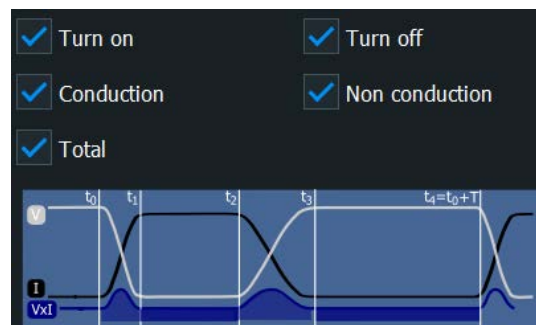 Turn on Turn off
Conduction Non conduction
Total
t₀ t₁ t₂ t₃ t₄=t₀+T
V
I
VxI